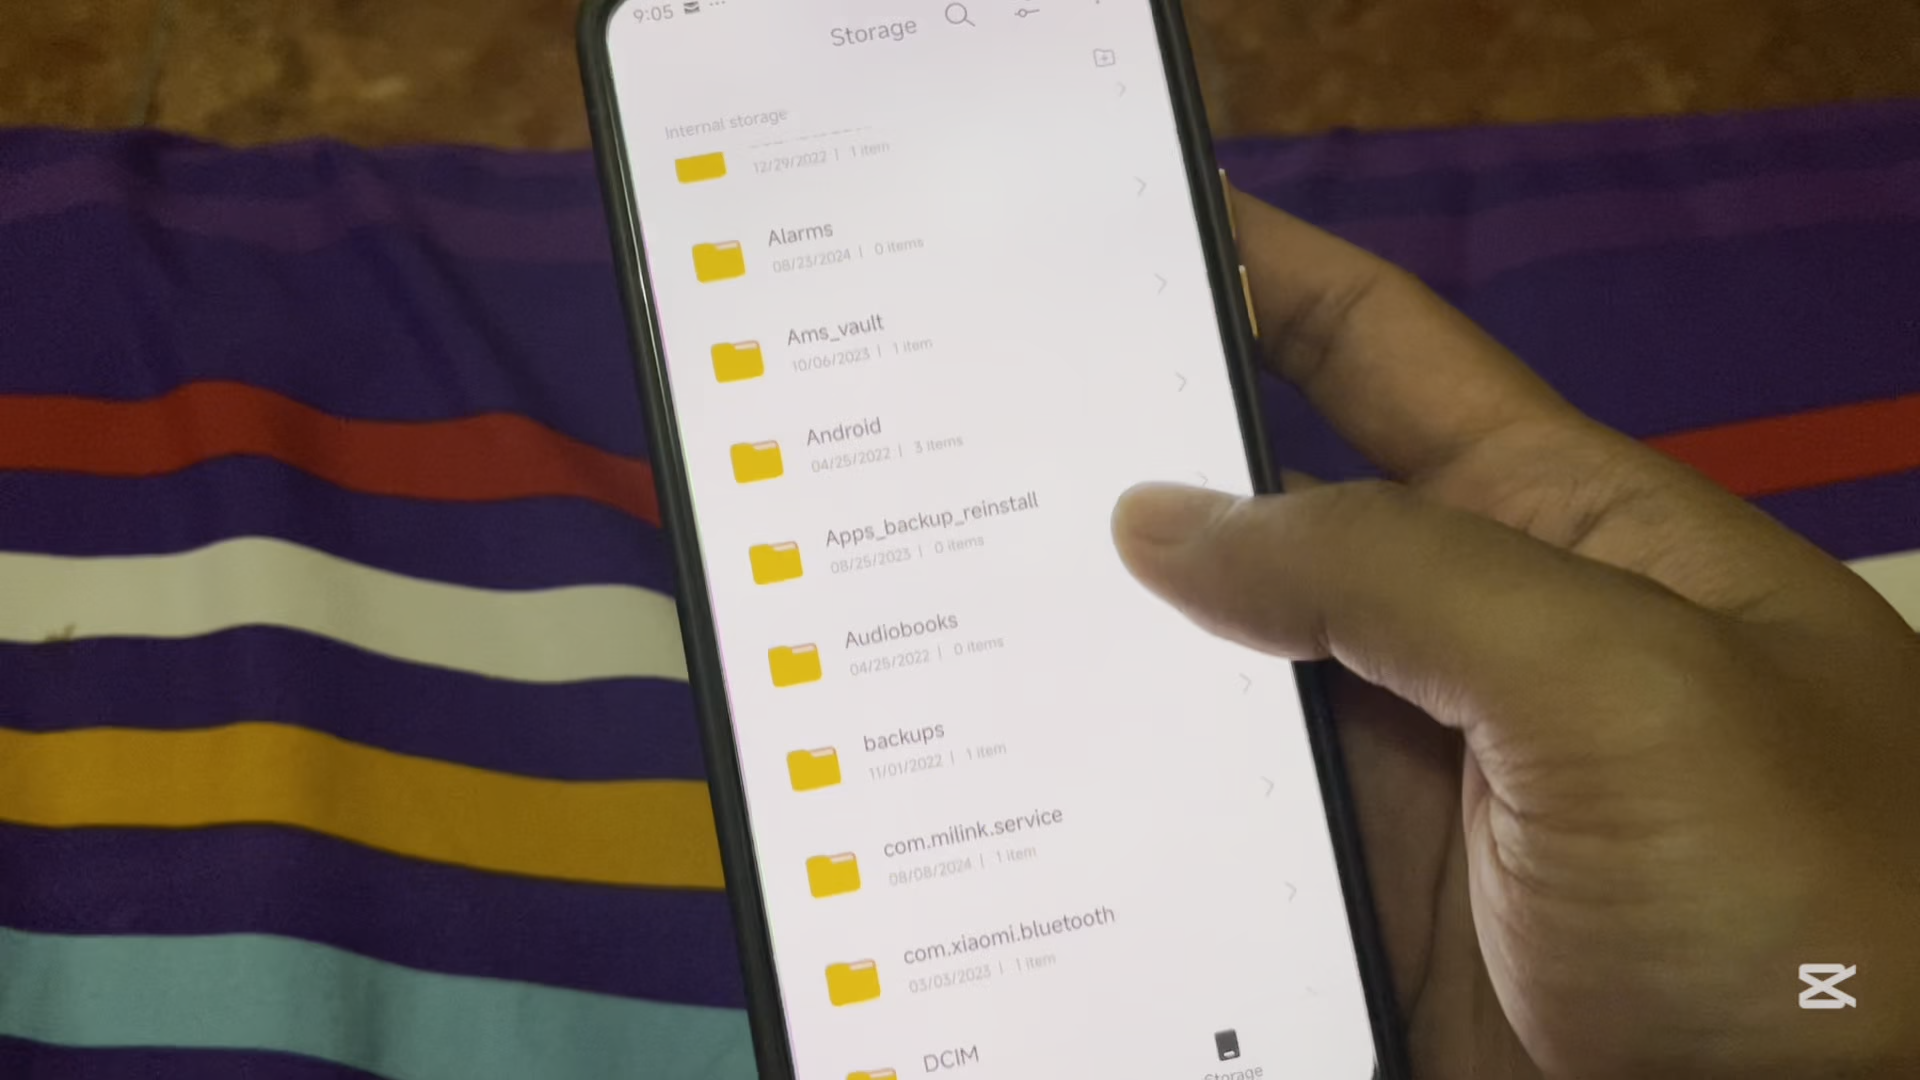 9:05
Storage
Internal storage
12/29/2022 | 1 item
Alarms
08/23/2024 | 0 items
Ams_vault
10/06/2023 | 1 item
Android
04/25/2022 | 3 items
Apps_backup_reinstall
08/25/2023 | 0 items
Audiobooks
04/25/2022 | 0 items
backups
11/01/2022 | 1 item
com.milink.service
08/08/2024 | 1 item
com.xiaomi.bluetooth
03/03/2023 | 1 item
DCIM
Storage